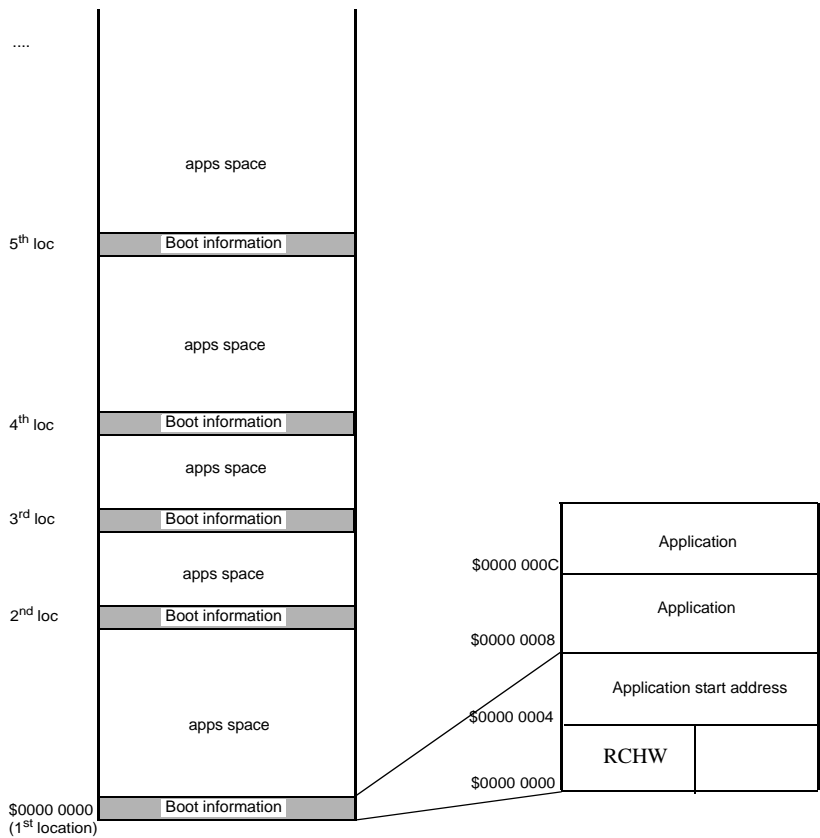 ....
apps space
5th loc
Boot information
apps space
4th loc
Boot information
apps space
3rd loc
Boot information
apps space
2nd loc
Boot information
apps space
$0000 0000
(1st location)
Boot information
Application
$0000 000C
Application
$0000 0008
Application start address
$0000 0004
RCHW
$0000 0000